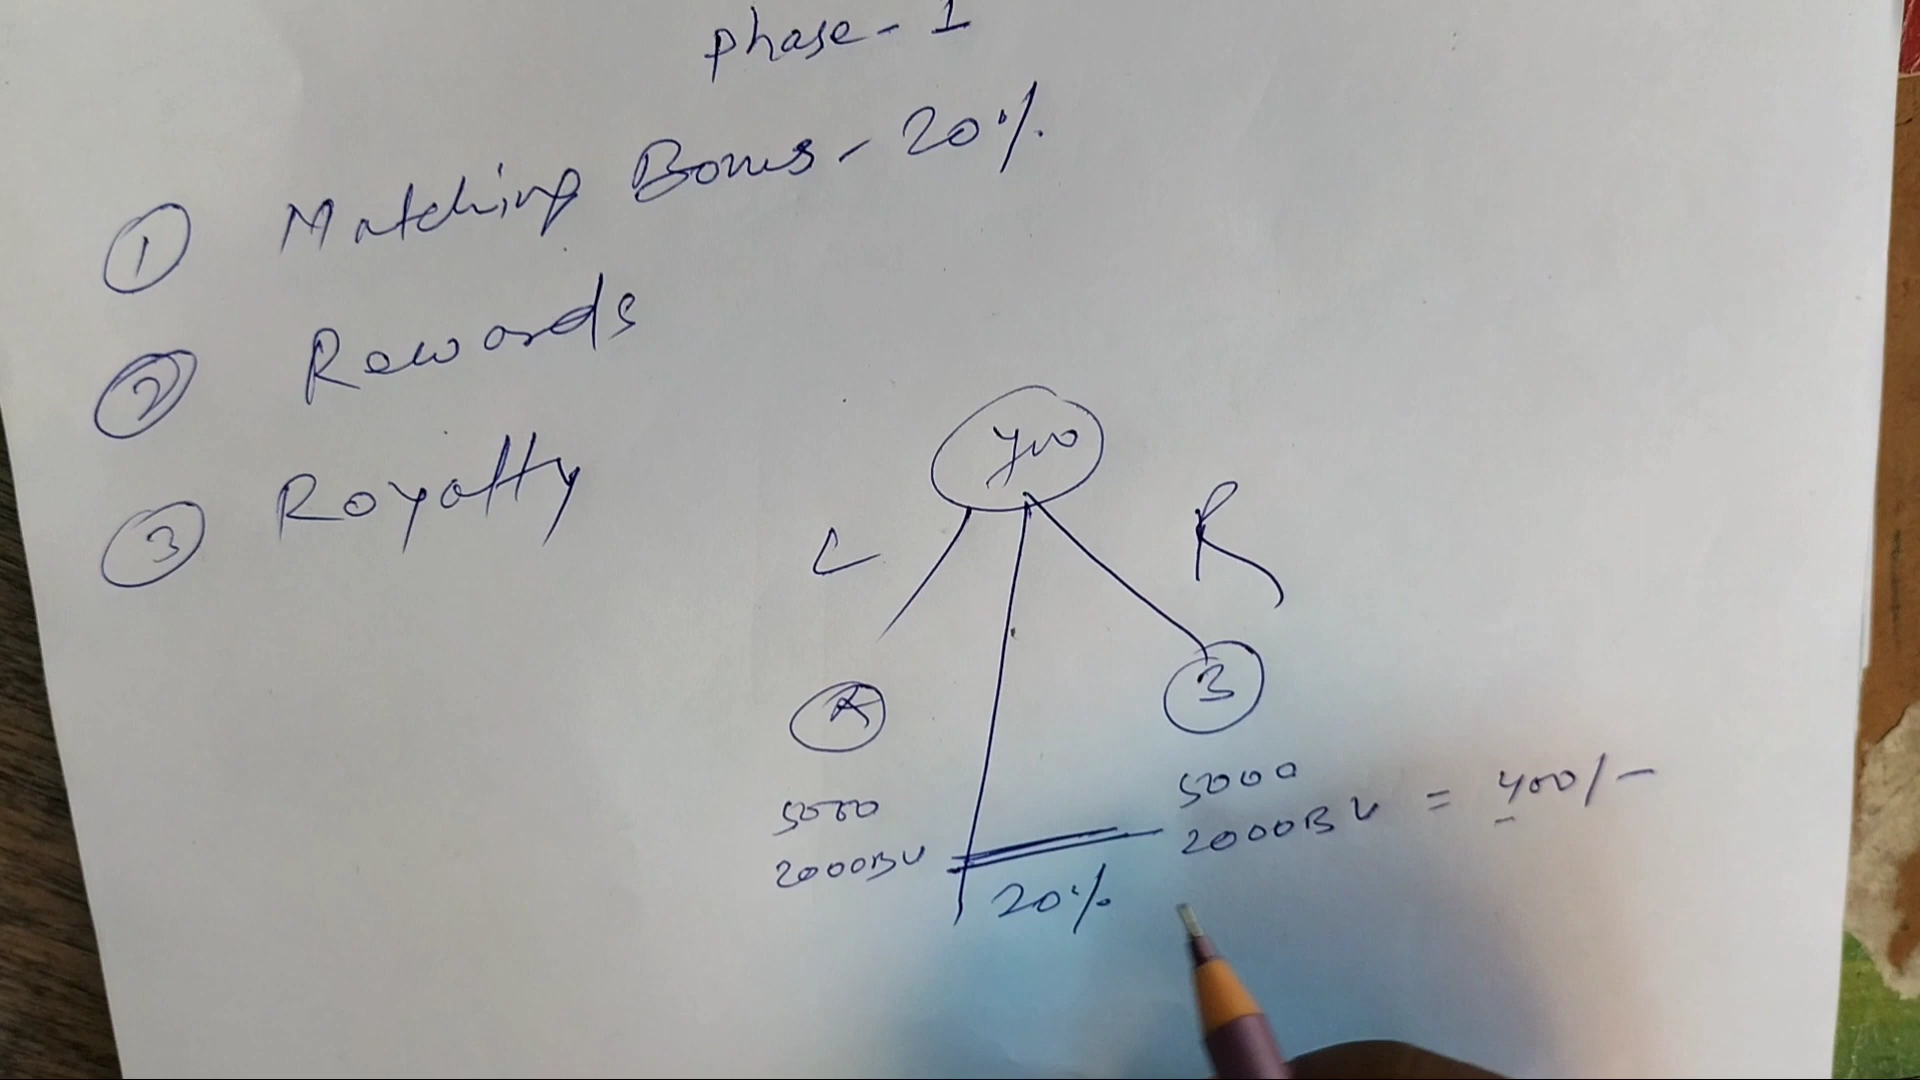 Phase - 1
① Matching Bonus - 20%
② Rewards
③ Royalty
You
L R
A B
5000 5000
2000BV 2000BV = 400/-
20%